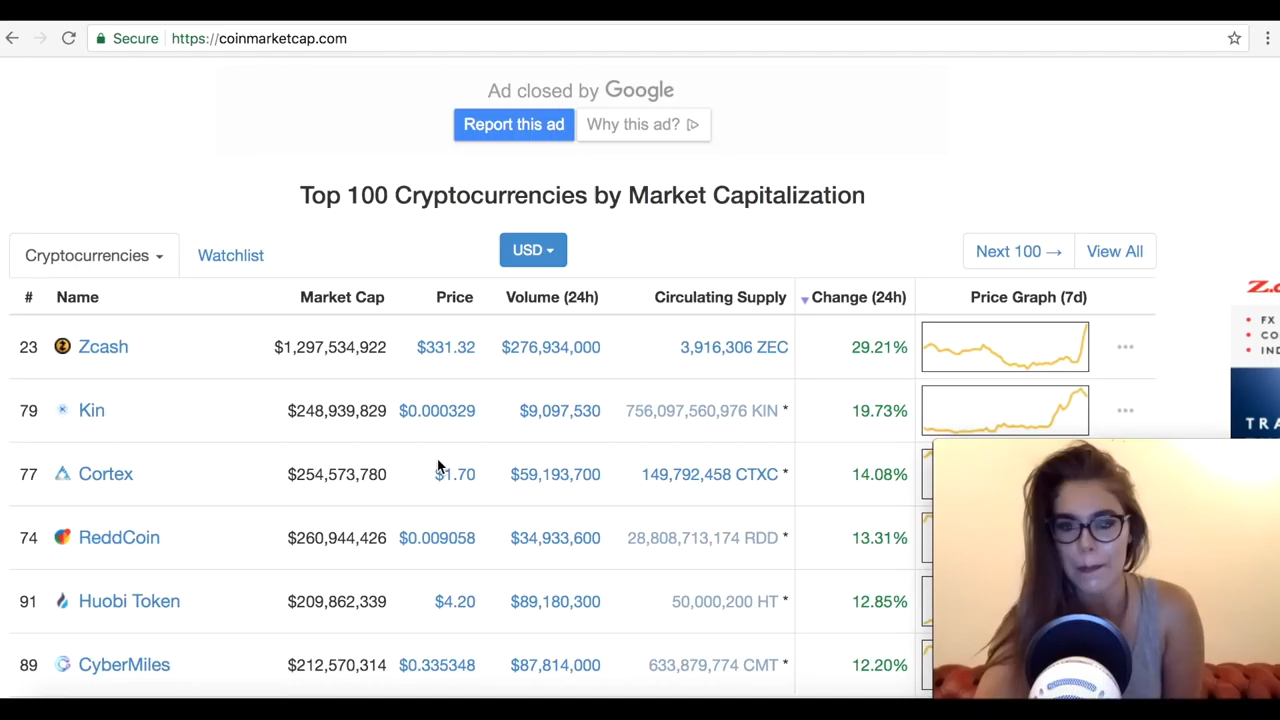 Secure https://coinmarketcap.com
Ad closed by Google
Report this ad Why this ad?
Top 100 Cryptocurrencies by Market Capitalization
Cryptocurrencies Watchlist USD Next 100 → View All
# Name Market Cap Price Volume (24h) Circulating Supply Change (24h) Price Graph (7d)
23 Zcash $1,297,534,922 $331.32 $276,934,000 3,916,306 ZEC 29.21%
79 Kin $248,939,829 $0.000329 $9,097,530 756,097,560,976 KIN * 19.73%
77 Cortex $254,573,780 $1.70 $59,193,700 149,792,458 CTXC * 14.08%
74 ReddCoin $260,944,426 $0.009058 $34,933,600 28,808,713,174 RDD * 13.31%
91 Huobi Token $209,862,339 $4.20 $89,180,300 50,000,200 HT * 12.85%
89 CyberMiles $212,570,314 $0.335348 $87,814,000 633,879,774 CMT * 12.20%
Z.c
FX
CO
IND
TRA